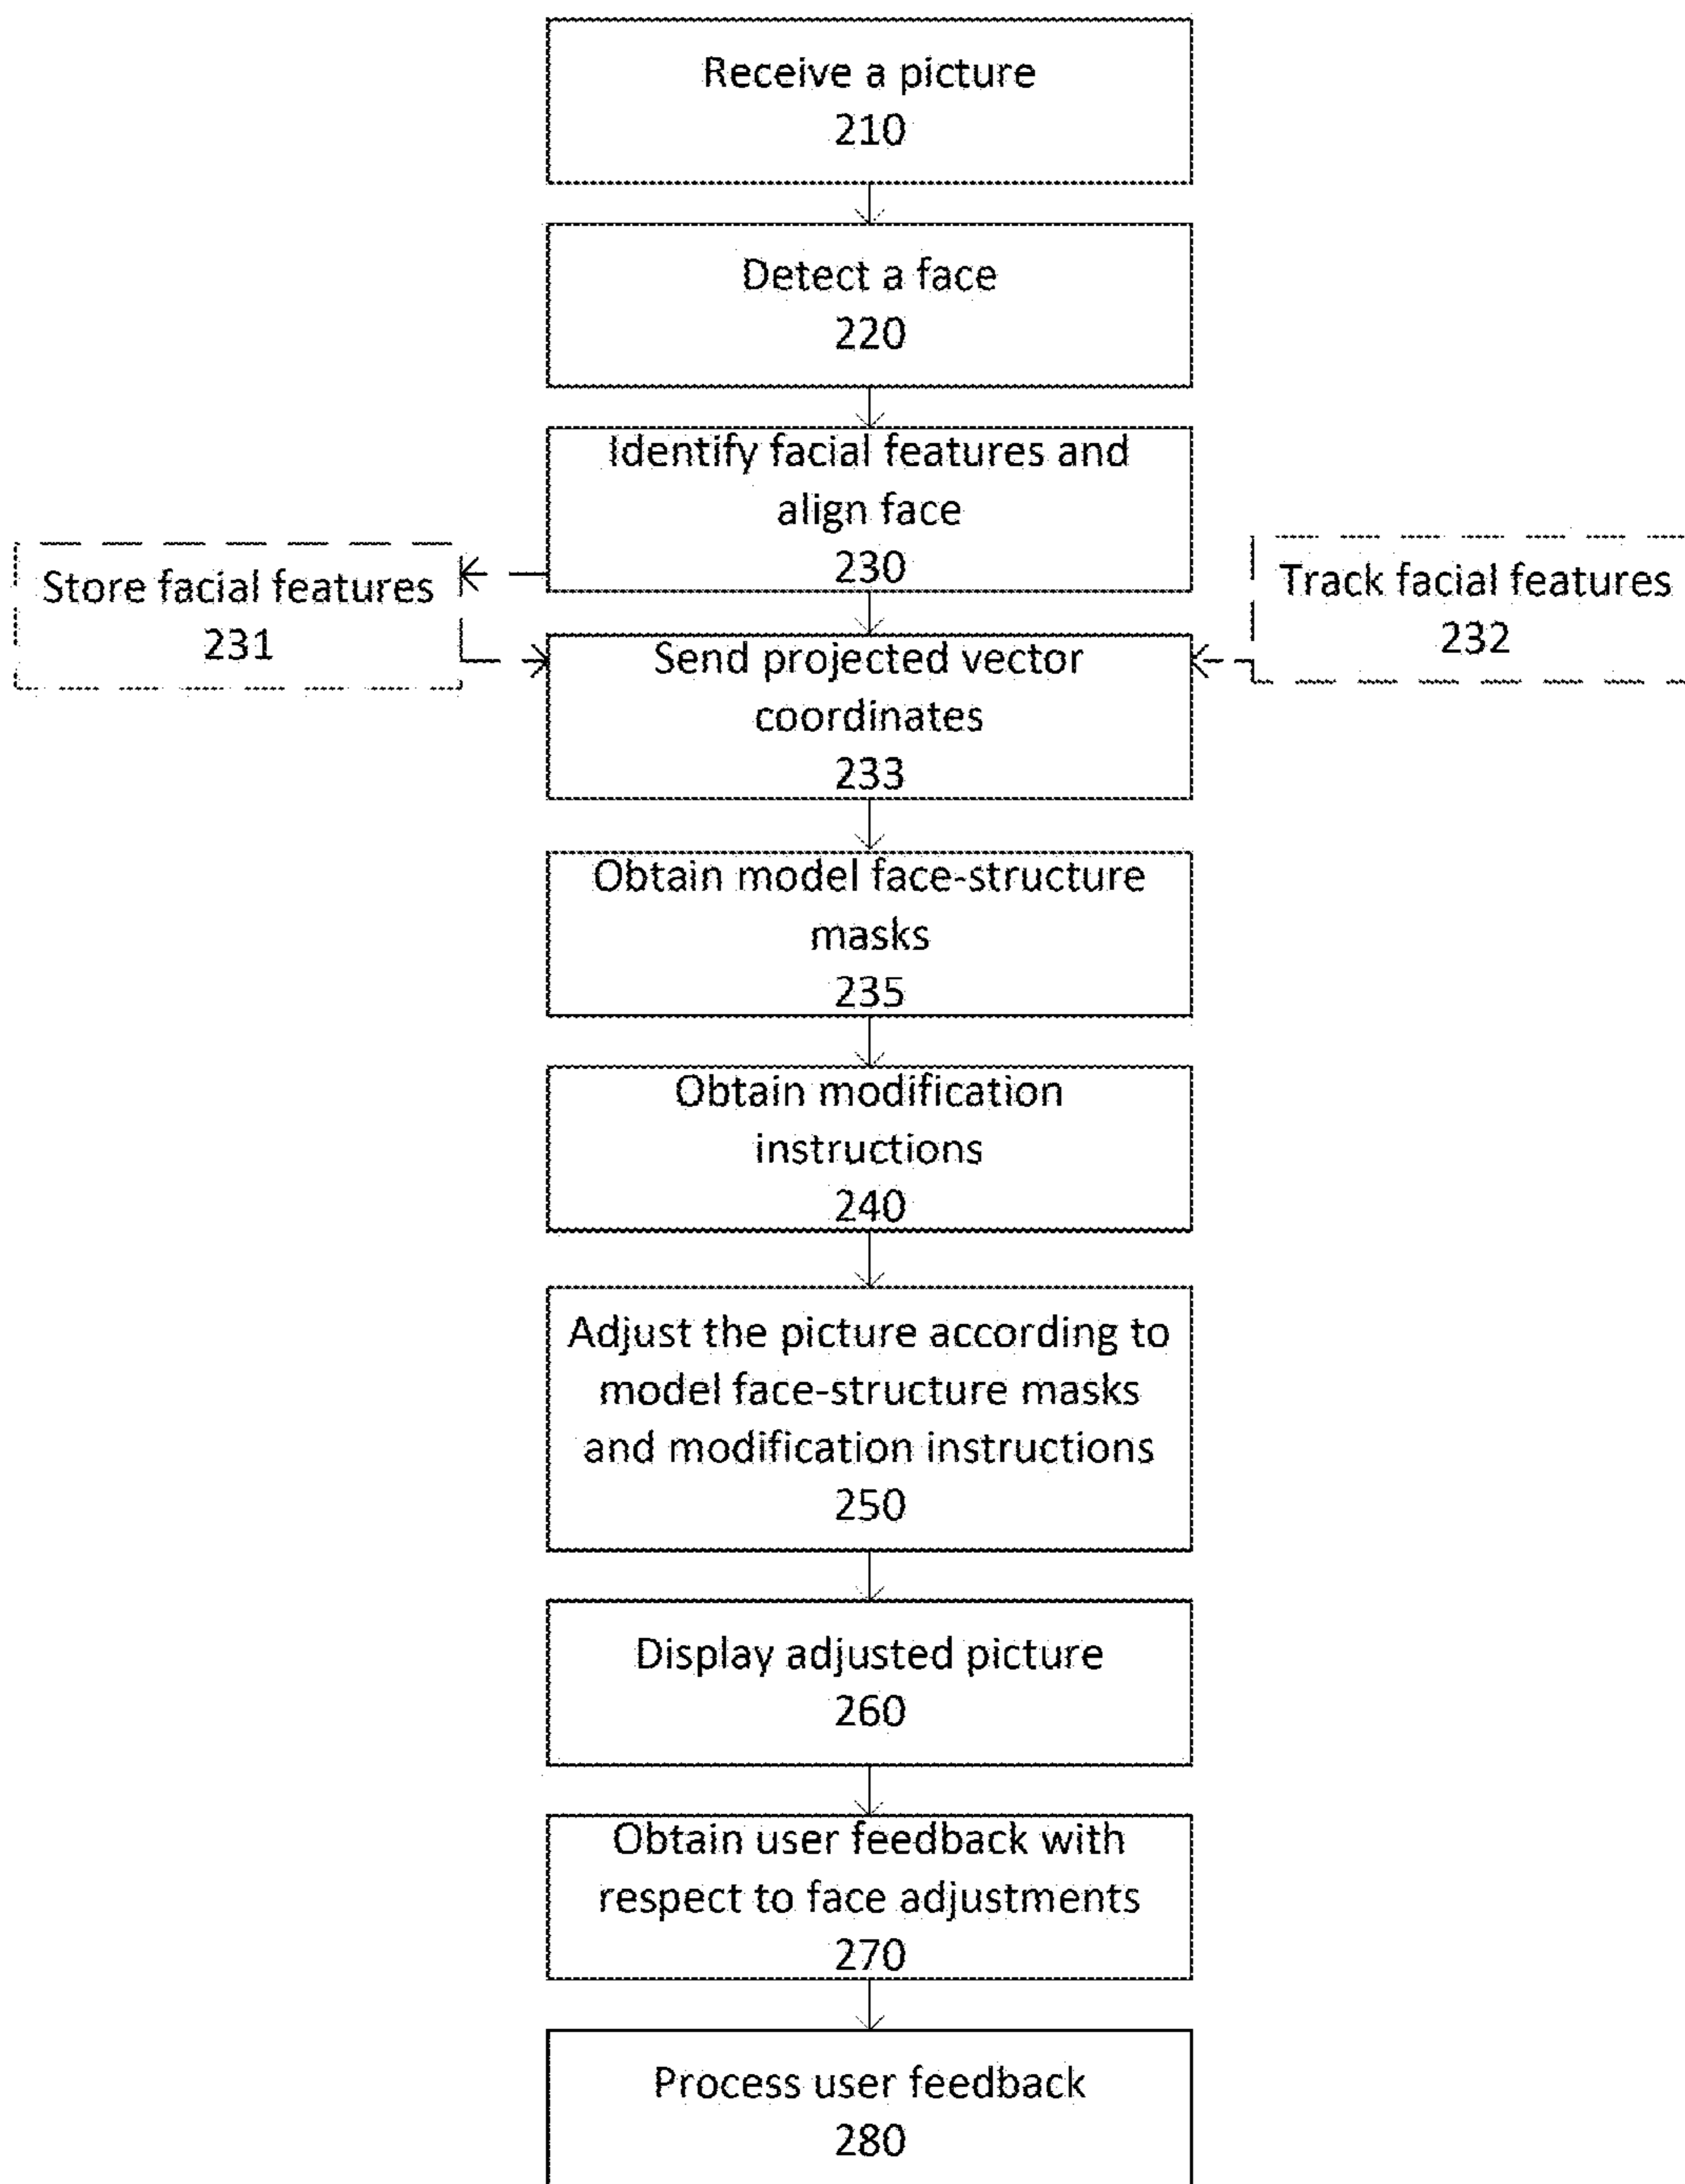 Receive a picture
210
Detect a face
220
Identify facial features and
align face
230
Store facial features
231
Track facial features
232
Send projected vector
coordinates
233
Obtain model face-structure
masks
235
Obtain modification
instructions
240
Adjust the picture according to
model face-structure masks
and modification instructions
250
Display adjusted picture
260
Obtain user feedback with
respect to face adjustments
270
Process user feedback
280